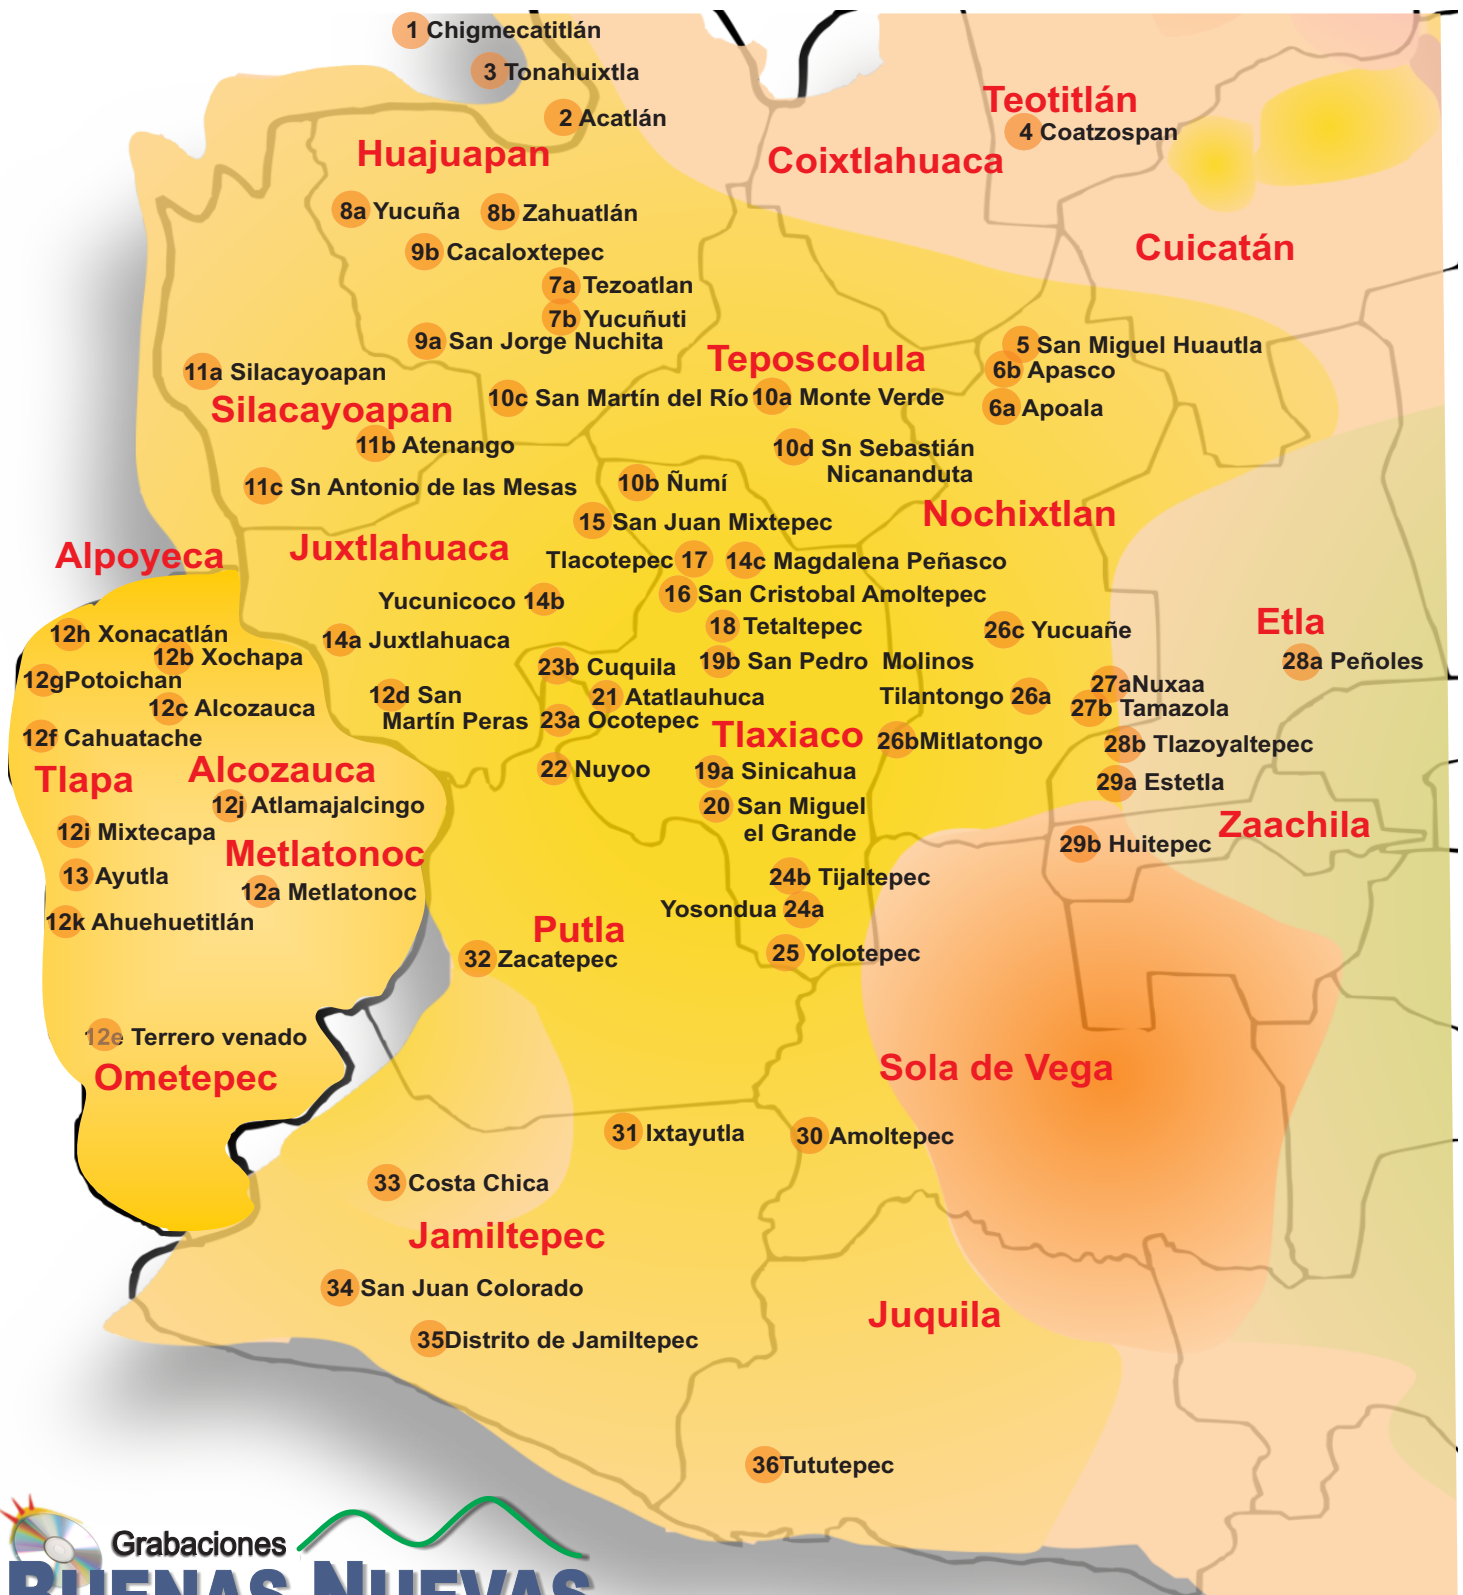 1 Chigmecatitlán
3 Tonahuixtla
Teotitlán
2 Acatlán
4 Coatzospan
Huajuapan
Coixtlahuaca
8a Yucuña
8b Zahuatlán
Cuicatán
9b Cacaloxtepec
7a Tezoatlan
7b Yucuñuti
9a San Jorge Nuchita
5 San Miguel Huautla
Teposcolula
11a Silacayoapan
6b Apasco
10c San Martín del Río
10a Monte Verde
6a Apoala
Silacayoapan
11b Atenango
10d Sn Sebastián
Nicananduta
11c Sn Antonio de las Mesas
10b Ñumí
Nochixtlan
15 San Juan Mixtepec
Alpoyeca
Juxtlahuaca
Tlacotepec 17
14c Magdalena Peñasco
Yucunicoco 14b
16 San Cristobal Amoltepec
Etla
12h Xonacatlán
14a Juxtlahuaca
18 Tetaltepec
26c Yucuañe
12b Xochapa
23b Cuquila
19b San Pedro Molinos
28a Peñoles
12gPotoichan
27aNuxaa
12d San
Martín Peras
21 Atatlauhuca
Tilantongo 26a
12c Alcozauca
27b Tamazola
23a Ocotepec
12f Cahuatache
Tlaxiaco
26bMitlatongo
28b Tlazoyaltepec
Tlapa
Alcozauca
22 Nuyoo
19a Sinicahua
29a Estetla
12j Atlamajalcingo
20 San Miguel
el Grande
12i Mixtecapa
Zaachila
Metlatonoc
29b Huitepec
13 Ayutla
24b Tijaltepec
12a Metlatonoc
Yosondua 24a
12k Ahuehuetitlán
Putla
32 Zacatepec
25 Yolotepec
12e Terrero venado
Ometepec
Sola de Vega
31 Ixtayutla
30 Amoltepec
33 Costa Chica
Jamiltepec
34 San Juan Colorado
Juquila
35Distrito de Jamiltepec
36Tututepec
Grabaciones
BUENAS NUEVAS